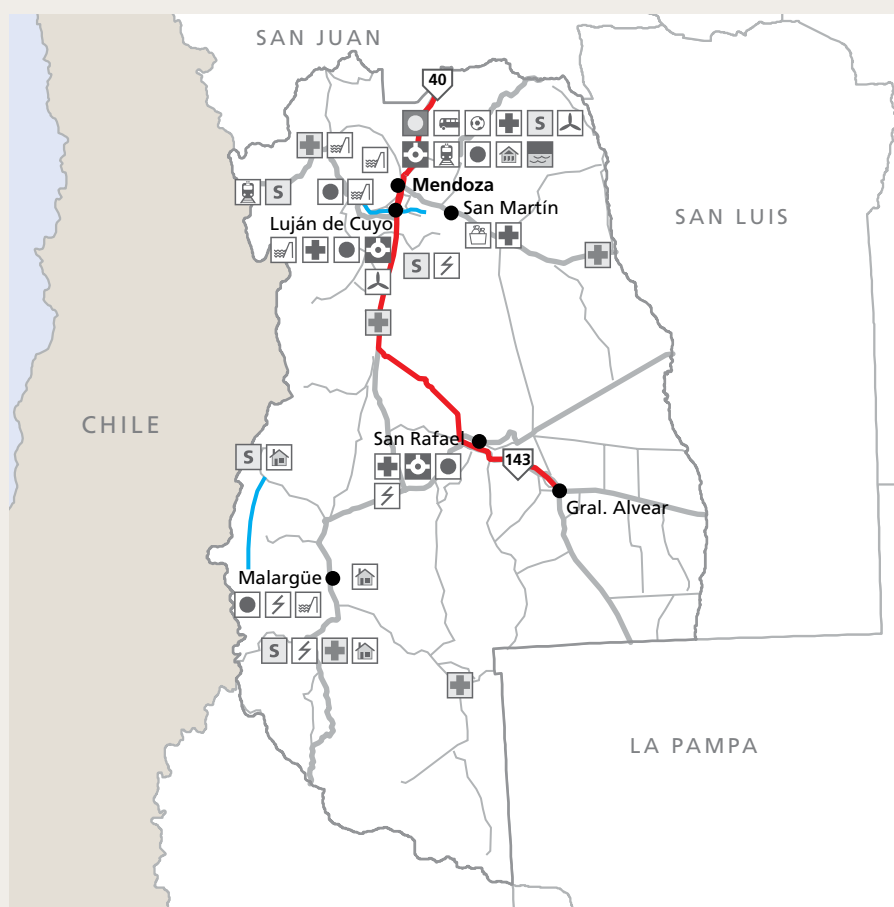 SAN JUAN
40
S
Mendoza
S
San Martín
SAN LUIS
Luján de Cuyo
S
CHILE
San Rafael
S
143
Gral. Alvear
Malargüe
S
LA PAMPA